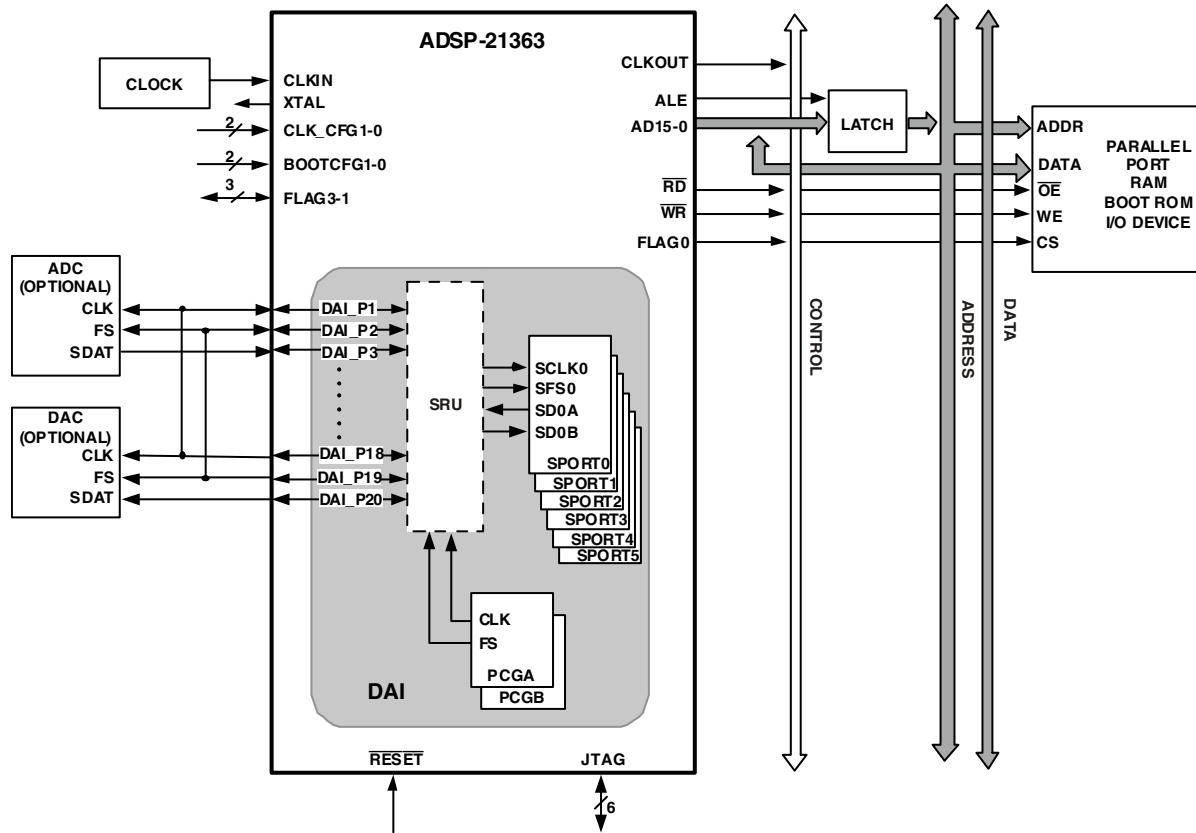 ADSP-21363
CLOCK
CLKIN
XTAL
2
CLK_CFG1-0
2
BOOTCFG1-0
3
FLAG3-1
CLKOUT
ALE
AD15-0
LATCH
RD
WR
FLAG0
ADDR
DATA
OE
WE
CS
PARALLEL
PORT
RAM
BOOT ROM
I/O DEVICE
CONTROL
ADDRESS
DATA
ADC
(OPTIONAL)
CLK
FS
SDAT
DAC
(OPTIONAL)
CLK
FS
SDAT
DAI_P1
DAI_P2
DAI_P3
DAI_P18
DAI_P19
DAI_P20
SRU
SCLK0
SFS0
SD0A
SD0B
SPORT0
SPORT1
SPORT2
SPORT3
SPORT4
SPORT5
CLK
FS
PCGA
PCGB
DAI
RESET
JTAG
6